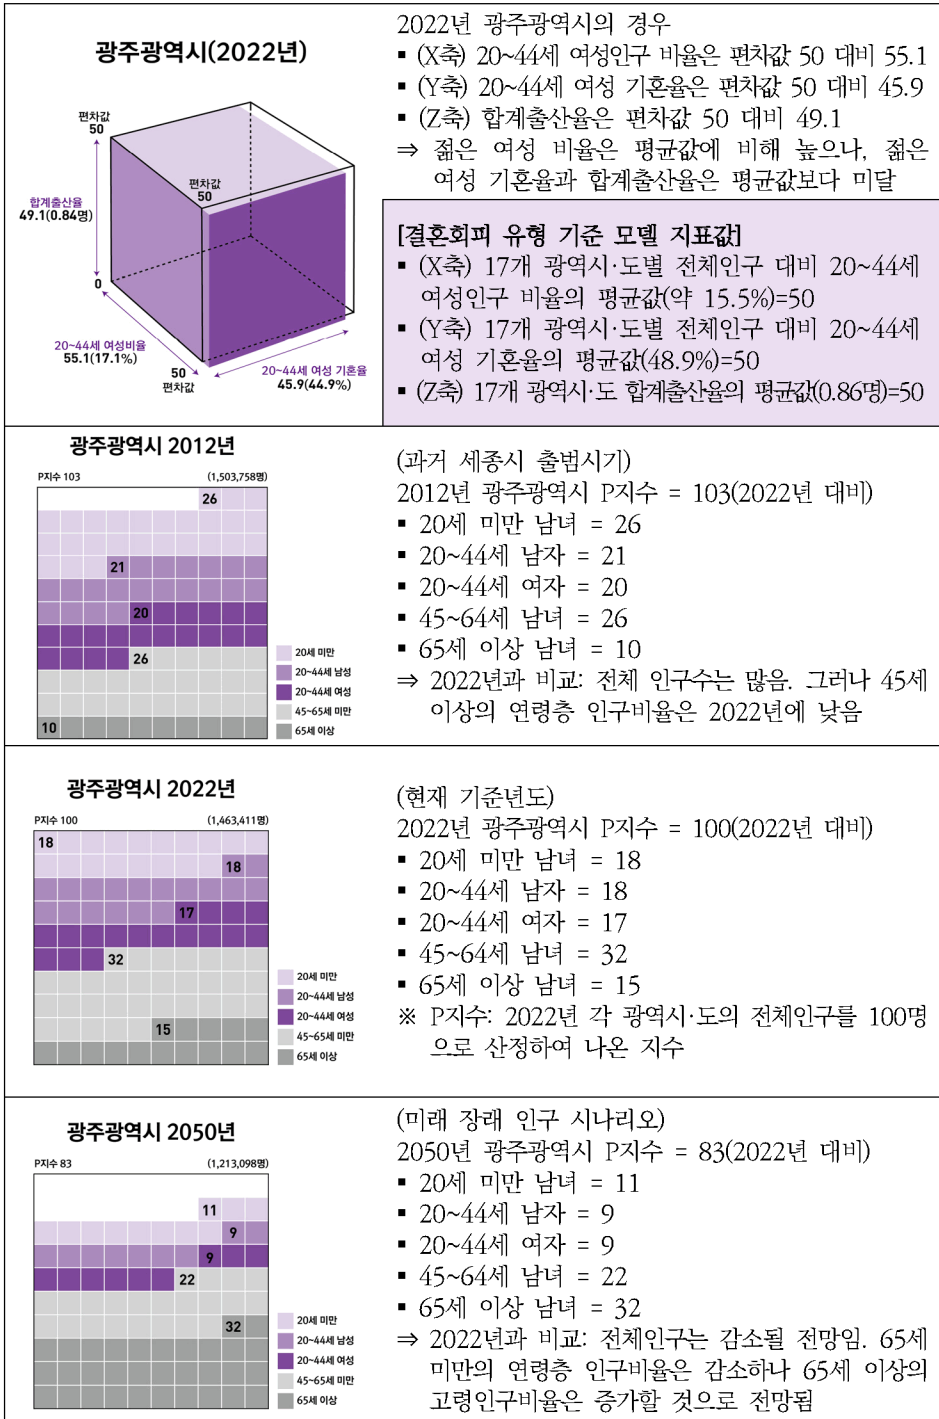 광주광역시(2022년)
편차값
50
편차값
50
합계출산율
49.1(0.84명)
0
20~44세 여성비율
55.1(17.1%)
50
편차값
20~44세 여성 기혼율
45.9(44.9%)
2022년 광주광역시의 경우
▪ (X축) 20~44세 여성인구 비율은 편차값 50 대비 55.1
▪ (Y축) 20~44세 여성 기혼율은 편차값 50 대비 45.9
▪ (Z축) 합계출산율은 편차값 50 대비 49.1
⇒ 젊은 여성 비율은 평균값에 비해 높으나, 젊은
여성 기혼율과 합계출산율은 평균값보다 미달
[결혼회피 유형 기준 모델 지표값]
▪ (X축) 17개 광역시·도별 전체인구 대비 20~44세
여성인구 비율의 평균값(약 15.5%)=50
▪ (Y축) 17개 광역시·도별 전체인구 대비 20~44세
여성 기혼율의 평균값(48.9%)=50
▪ (Z축) 17개 광역시·도 합계출산율의 평균값(0.86명)=50
광주광역시 2012년
P지수 103 (1,503,758명)
26
21
20
26
10
20세 미만
20~44세 남성
20~44세 여성
45~65세 미만
65세 이상
(과거 세종시 출범시기)
2012년 광주광역시 P지수 = 103(2022년 대비)
▪ 20세 미만 남녀 = 26
▪ 20~44세 남자 = 21
▪ 20~44세 여자 = 20
▪ 45~64세 남녀 = 26
▪ 65세 이상 남녀 = 10
⇒ 2022년과 비교: 전체 인구수는 많음. 그러나 45세
이상의 연령층 인구비율은 2022년에 낮음
광주광역시 2022년
P지수 100 (1,463,411명)
18
18
17
32
15
20세 미만
20~44세 남성
20~44세 여성
45~65세 미만
65세 이상
(현재 기준년도)
2022년 광주광역시 P지수 = 100(2022년 대비)
▪ 20세 미만 남녀 = 18
▪ 20~44세 남자 = 18
▪ 20~44세 여자 = 17
▪ 45~64세 남녀 = 32
▪ 65세 이상 남녀 = 15
※ P지수: 2022년 각 광역시·도의 전체인구를 100명
으로 산정하여 나온 지수
광주광역시 2050년
P지수 83 (1,213,098명)
11
9
9
22
32
20세 미만
20~44세 남성
20~44세 여성
45~65세 미만
65세 이상
(미래 장래 인구 시나리오)
2050년 광주광역시 P지수 = 83(2022년 대비)
▪ 20세 미만 남녀 = 11
▪ 20~44세 남자 = 9
▪ 20~44세 여자 = 9
▪ 45~64세 남녀 = 22
▪ 65세 이상 남녀 = 32
⇒ 2022년과 비교: 전체인구는 감소될 전망임. 65세
미만의 연령층 인구비율은 감소하나 65세 이상의
고령인구비율은 증가할 것으로 전망됨